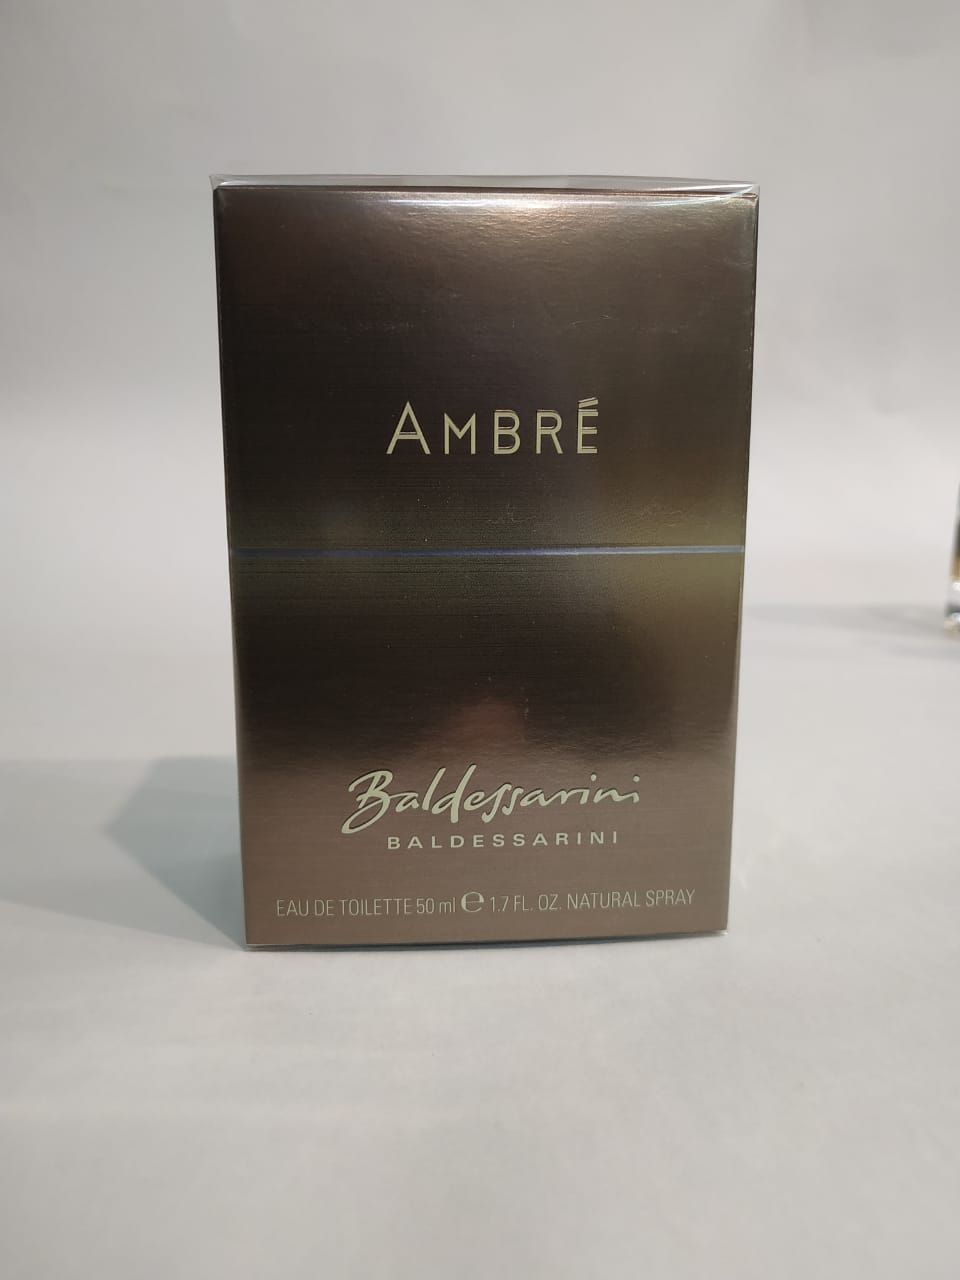 AMBRÉ
Baldessarini
BALDESSARINI
EAU DE TOILETTE 50 ml ℮ 1.7 FL. OZ. NATURAL SPRAY